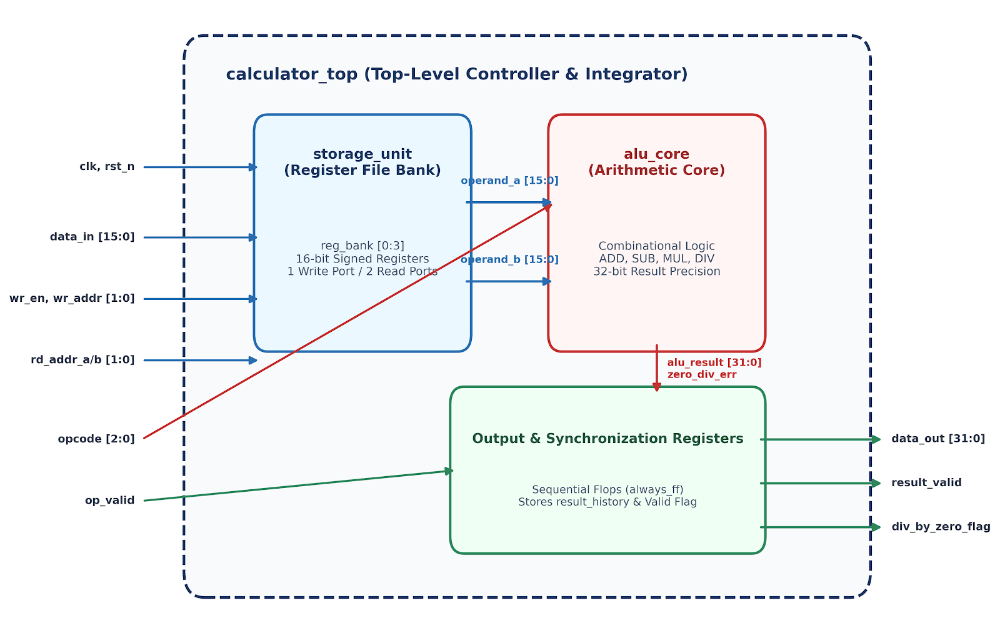 calculator_top (Top-Level Controller & Integrator)
storage_unit
(Register File Bank)
alu_core
(Arithmetic Core)
clk, rst_n
operand_a [15:0]
data_in [15:0]
reg_bank [0:3]
16-bit Signed Registers
1 Write Port / 2 Read Ports
operand_b [15:0]
Combinational Logic
ADD, SUB, MUL, DIV
32-bit Result Precision
wr_en, wr_addr [1:0]
rd_addr_a/b [1:0]
alu_result [31:0]
zero_div_err
opcode [2:0]
Output & Synchronization Registers
data_out [31:0]
op_valid
Sequential Flops (always_ff)
Stores result_history & Valid Flag
result_valid
div_by_zero_flag